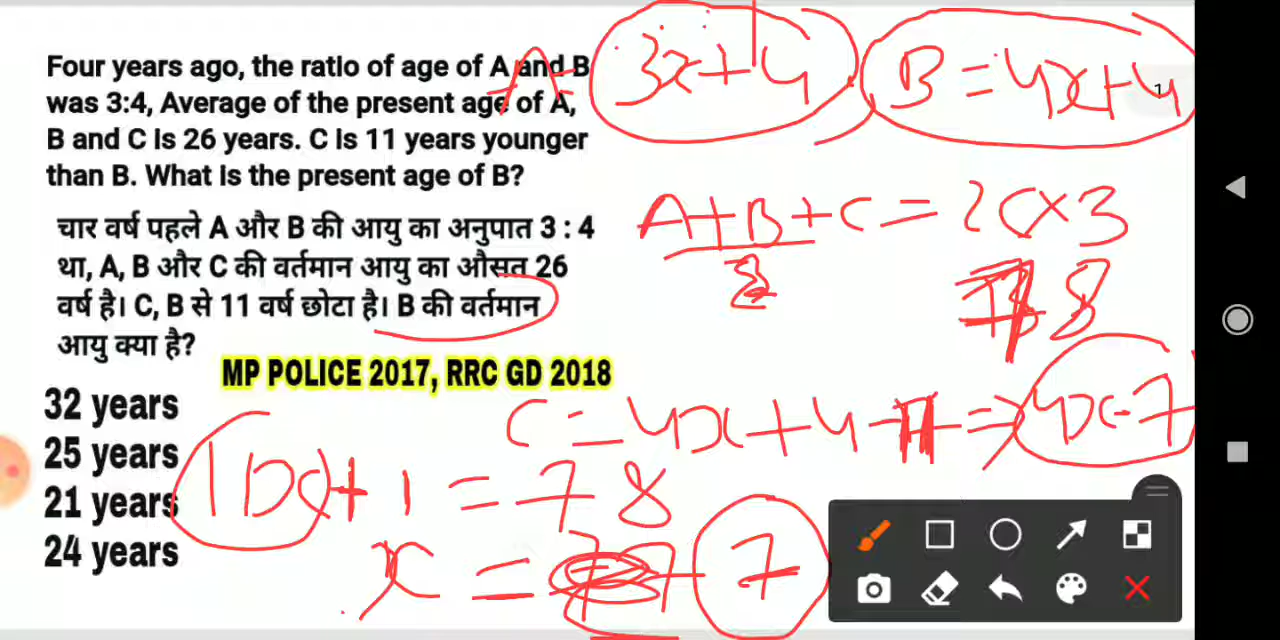 Four years ago, the ratio of age of A and B
was 3:4, Average of the present age of A,
B and C is 26 years. C is 11 years younger
than B. What is the present age of B?
चार वर्ष पहले A और B की आयु का अनुपात 3 : 4
था, A, B और C की वर्तमान आयु का औसत 26
वर्ष है। C, B से 11 वर्ष छोटा है। B की वर्तमान
आयु क्या है?
MP POLICE 2017, RRC GD 2018
32 years
25 years
21 years
24 years
A 3x+4
B = 4x+4
1
A+B+C = 26×3
78
C = 4x+4-11 => 4x-7
11x+1 = 78
x = 7